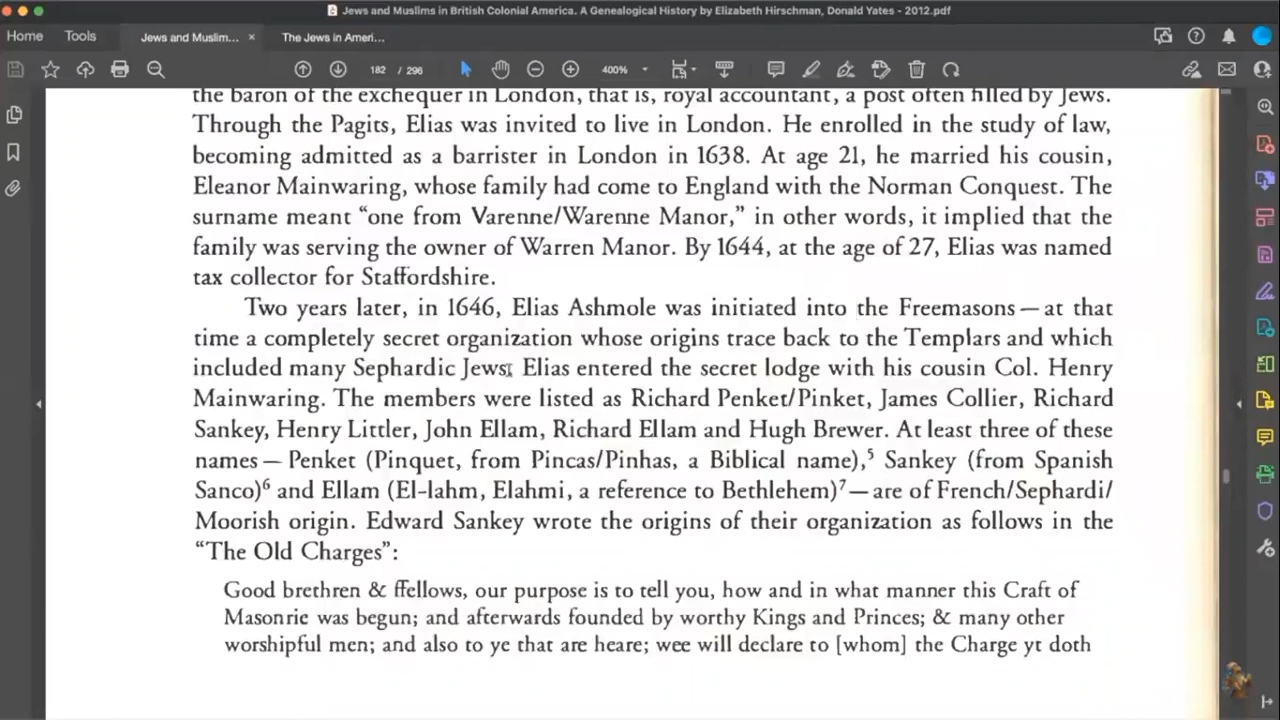 Jews and Muslims in British Colonial America. A Genealogical History by Elizabeth Hirschman, Donald Yates - 2012.pdf
Home Tools Jews and Muslim... × The Jews in Ameri...
182 / 296 400%
the baron of the exchequer in London, that is, royal accountant, a post often filled by Jews.
Through the Pagits, Elias was invited to live in London. He enrolled in the study of law,
becoming admitted as a barrister in London in 1638. At age 21, he married his cousin,
Eleanor Mainwaring, whose family had come to England with the Norman Conquest. The
surname meant “one from Varenne/Warenne Manor,” in other words, it implied that the
family was serving the owner of Warren Manor. By 1644, at the age of 27, Elias was named
tax collector for Staffordshire.
Two years later, in 1646, Elias Ashmole was initiated into the Freemasons — at that
time a completely secret organization whose origins trace back to the Templars and which
included many Sephardic Jews. Elias entered the secret lodge with his cousin Col. Henry
Mainwaring. The members were listed as Richard Penket/Pinket, James Collier, Richard
Sankey, Henry Littler, John Ellam, Richard Ellam and Hugh Brewer. At least three of these
names — Penket (Pinquet, from Pincas/Pinhas, a Biblical name),⁵ Sankey (from Spanish
Sanco)⁶ and Ellam (El-lahm, Elahmi, a reference to Bethlehem)⁷ — are of French/Sephardi/
Moorish origin. Edward Sankey wrote the origins of their organization as follows in the
“The Old Charges”:
Good brethren & ffellows, our purpose is to tell you, how and in what manner this Craft of
Masonrie was begun; and afterwards founded by worthy Kings and Princes; & many other
worshipful men; and also to ye that are heare; wee will declare to [whom] the Charge yt doth